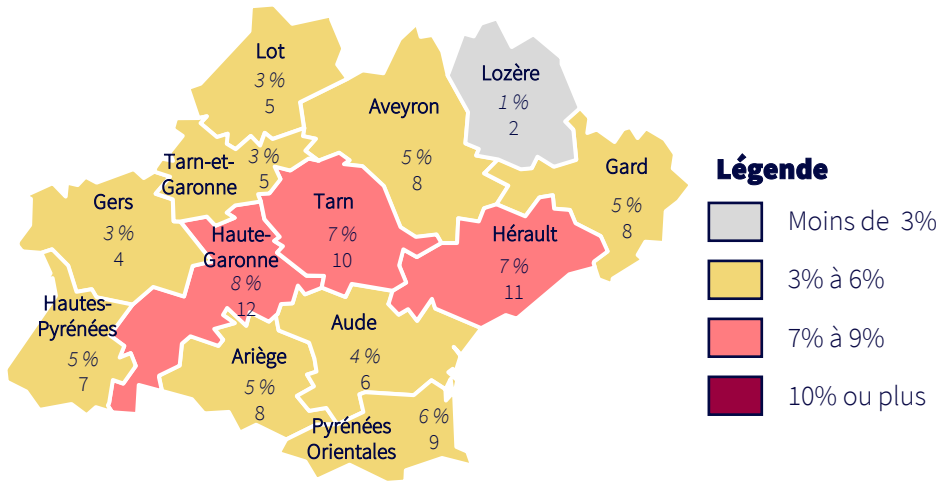 Lot
3 %
5
Lozère
1 %
2
Aveyron
5 %
8
Tarn-et-
Garonne
3 %
5
Gard
5 %
8
Gers
3 %
4
Tarn
7 %
10
Haute-
Garonne
8 %
12
Hérault
7 %
11
Hautes-
Pyrénées
5 %
7
Aude
4 %
6
Ariège
5 %
8
Pyrénées
Orientales
6 %
9
Légende
Moins de 3%
3% à 6%
7% à 9%
10% ou plus